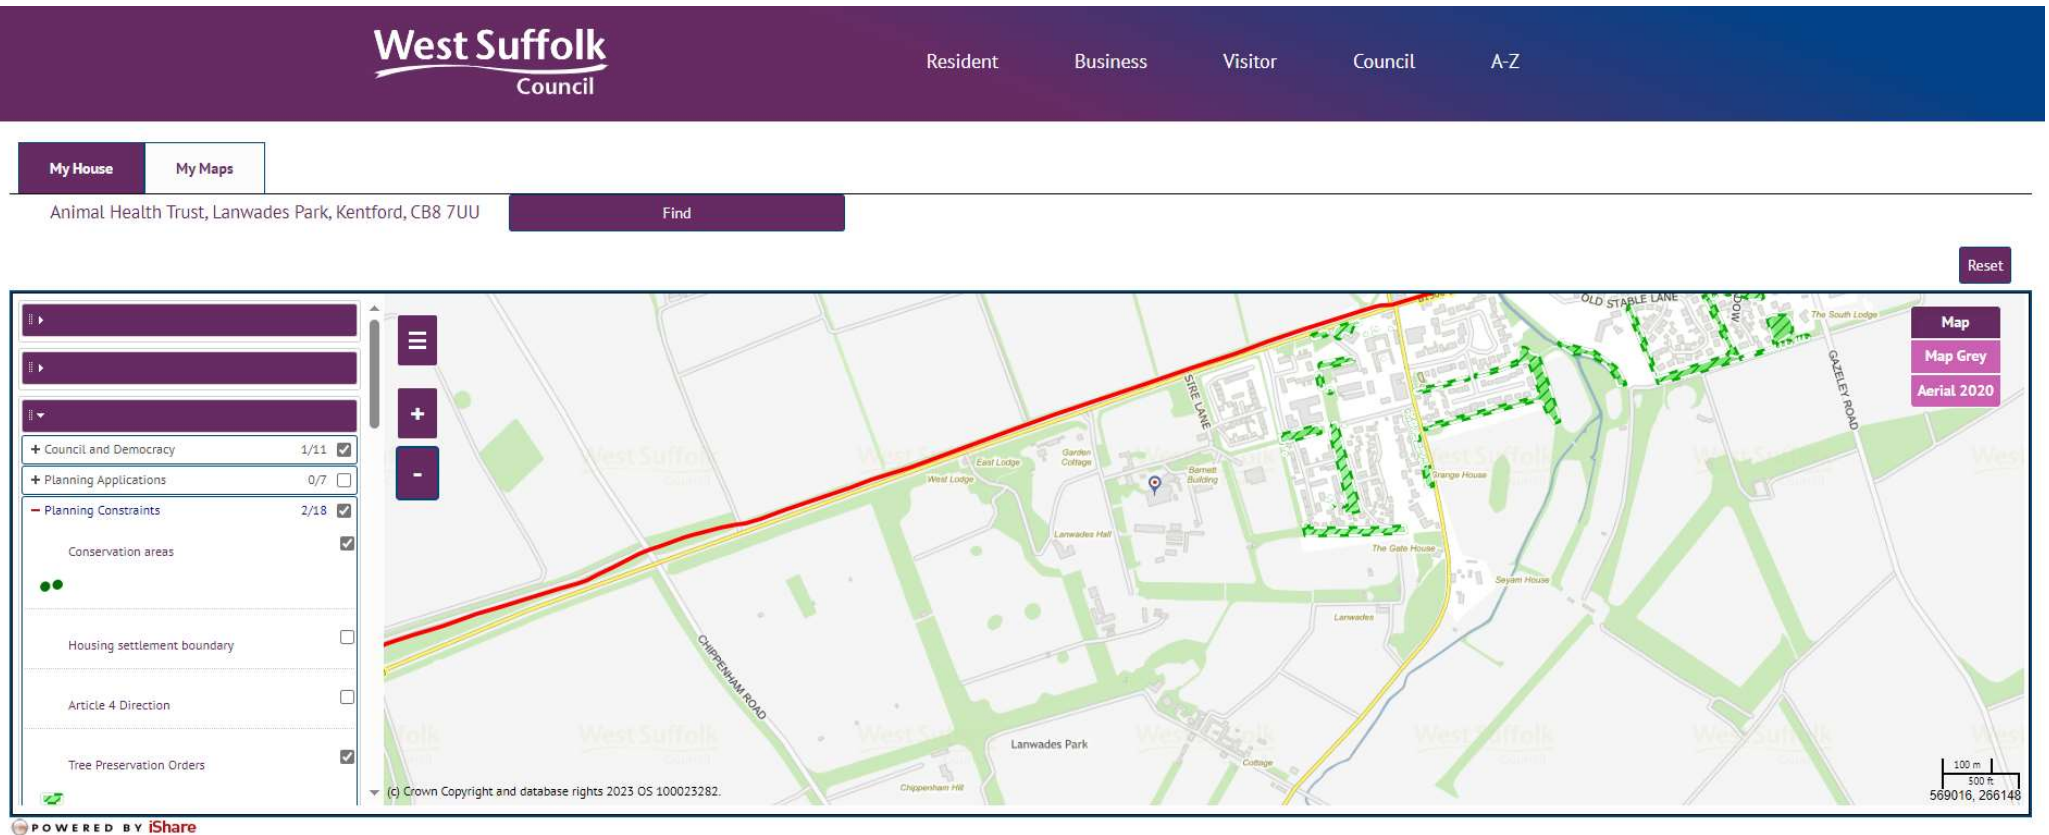 West Suffolk
Council
Resident Business Visitor Council A-Z
My House My Maps
Animal Health Trust, Lanwades Park, Kentford, CB8 7UU Find
Reset
Council and Democracy 1/11
Planning Applications 0/7
Planning Constraints 2/18
Conservation areas
Housing settlement boundary
Article 4 Direction
Tree Preservation Orders
+
-
OLD STABLE LANE
The South Lodge
Map
Map Grey
Aerial 2020
GAZELEY ROAD
SIRE LANE
East Lodge
West Lodge
Garden
Cottage
Barnett
Building
Grange House
Lanwades Hall
The Gate House
Seyam House
Lanwades
CHIPPENHAM ROAD
Lanwades Park
Cottage
Chippenham Hill
West Suffolk
(c) Crown Copyright and database rights 2023 OS 100023282.
100 m
500 ft
569016, 266148
POWERED BY iShare